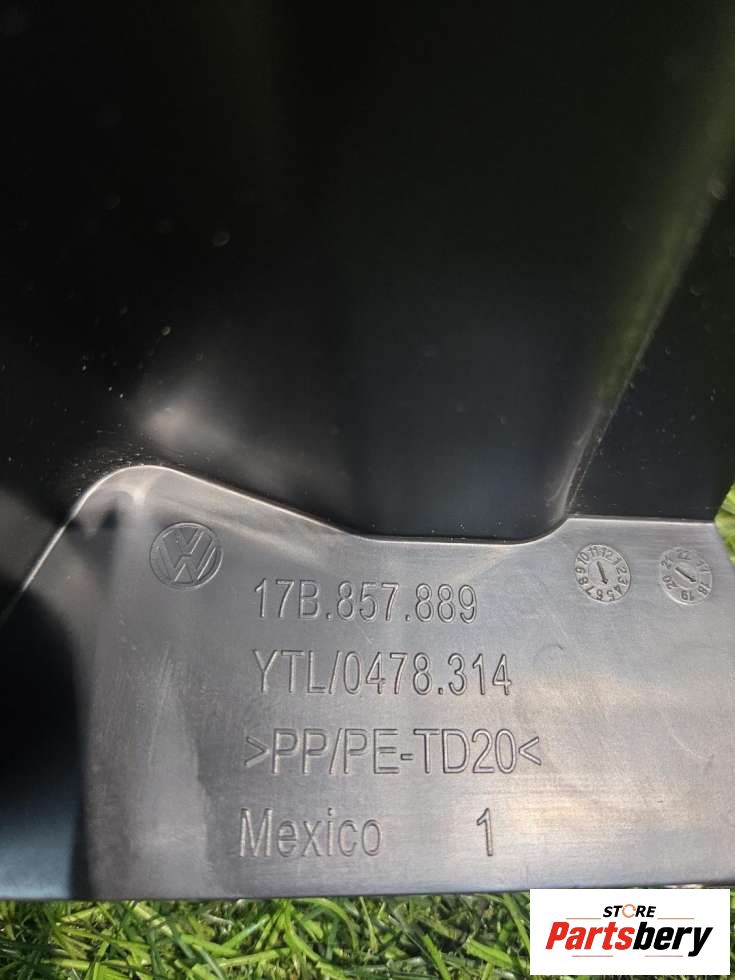 17B.857.889
YTL/0478.314
>PP/PE-TD20<
Mexico 1
STORE
Partsbery